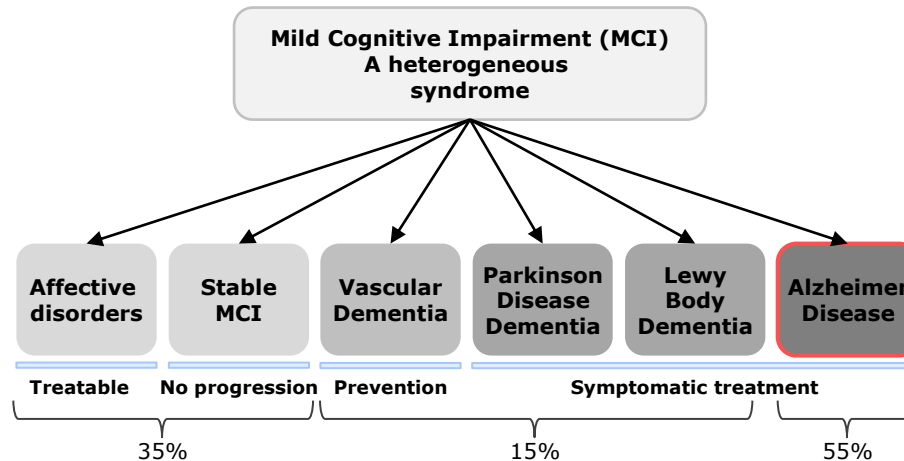 Mild Cognitive Impairment (MCI)
A heterogeneous
syndrome
Affective
disorders
Stable
MCI
Vascular
Dementia
Parkinson
Disease
Dementia
Lewy
Body
Dementia
Alzheimer
Disease
Treatable
No progression
Prevention
Symptomatic treatment
35%
15%
55%